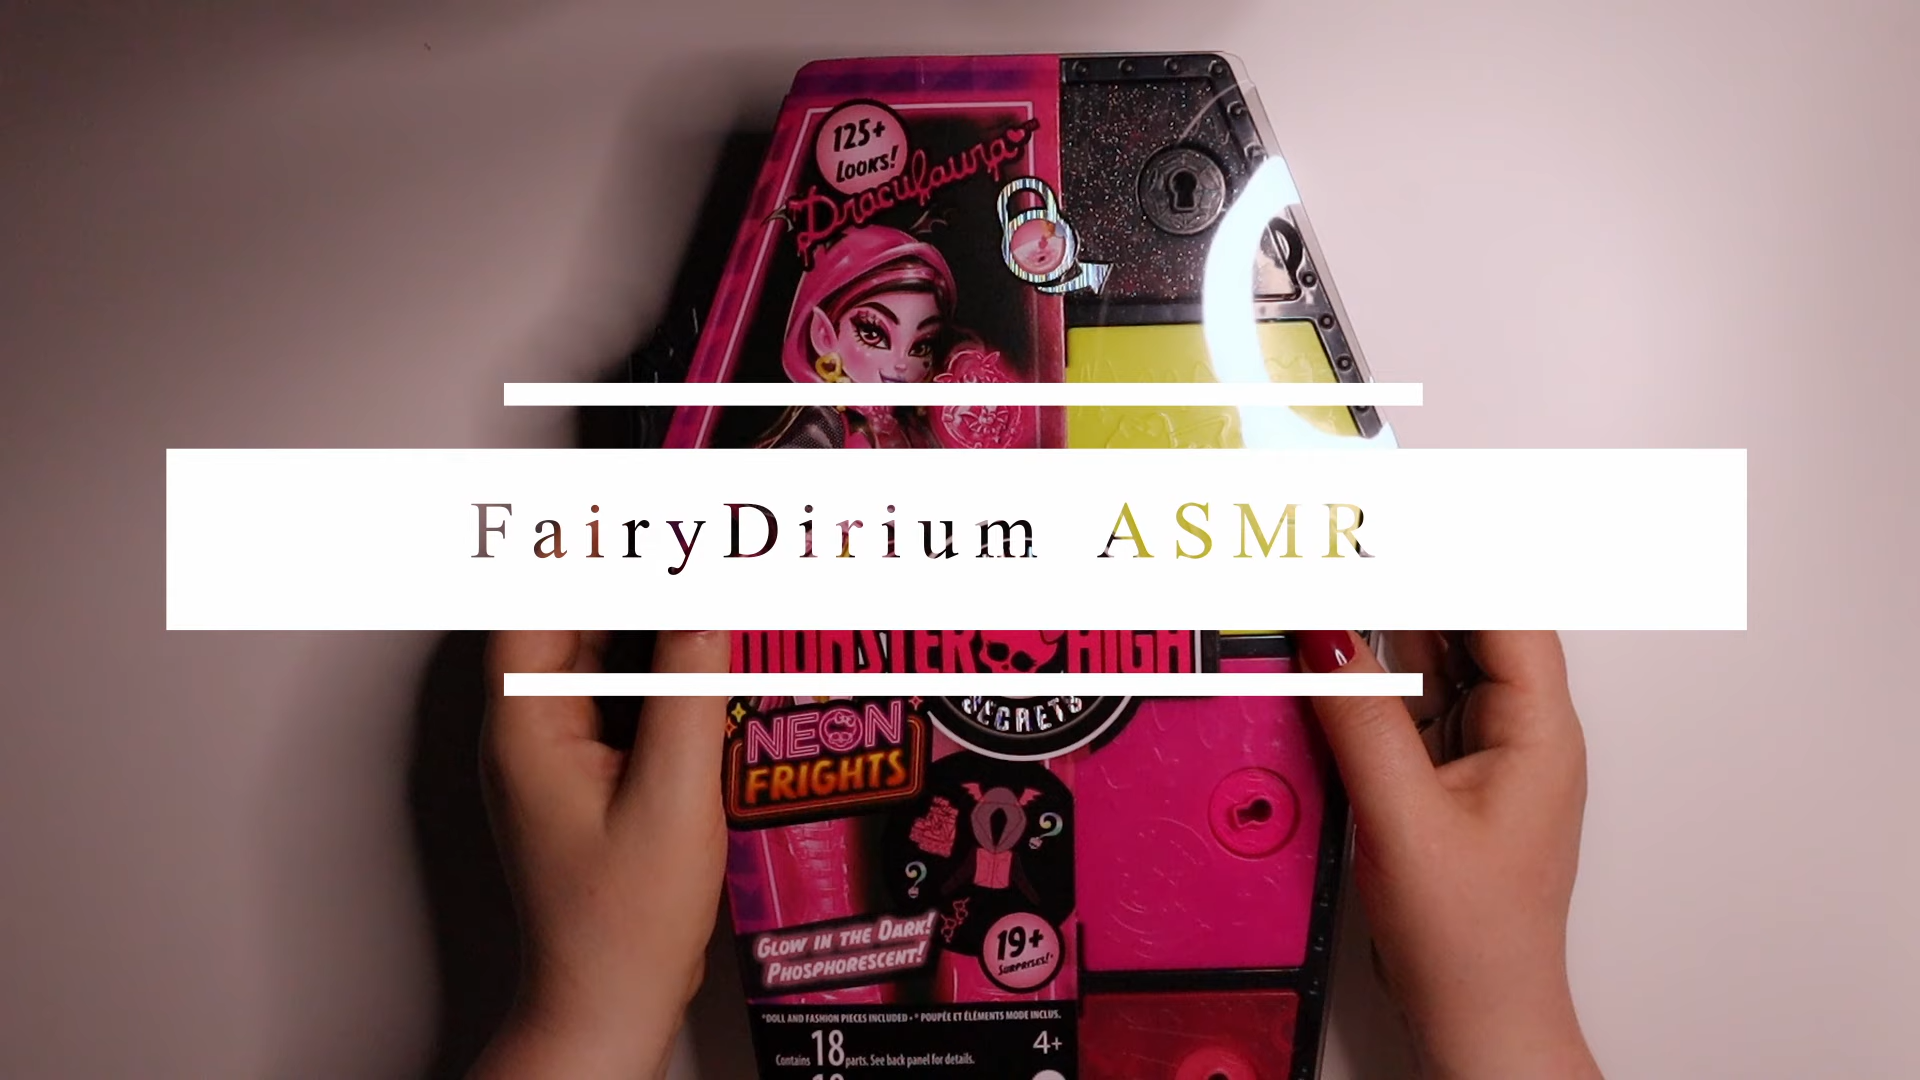 125+
Looks!
Draculaura
FairyDirium ASMR
MONSTER HIGH
SECRETS
NEON
FRIGHTS
GLOW IN THE DARK!
PHOSPHORESCENT!
19+
SURPRISES!*
*DOLL AND FASHION PIECES INCLUDED • * POUPÉE ET ÉLÉMENTS MODE INCLUS.
Contains 18 parts. See back panel for details.
4+